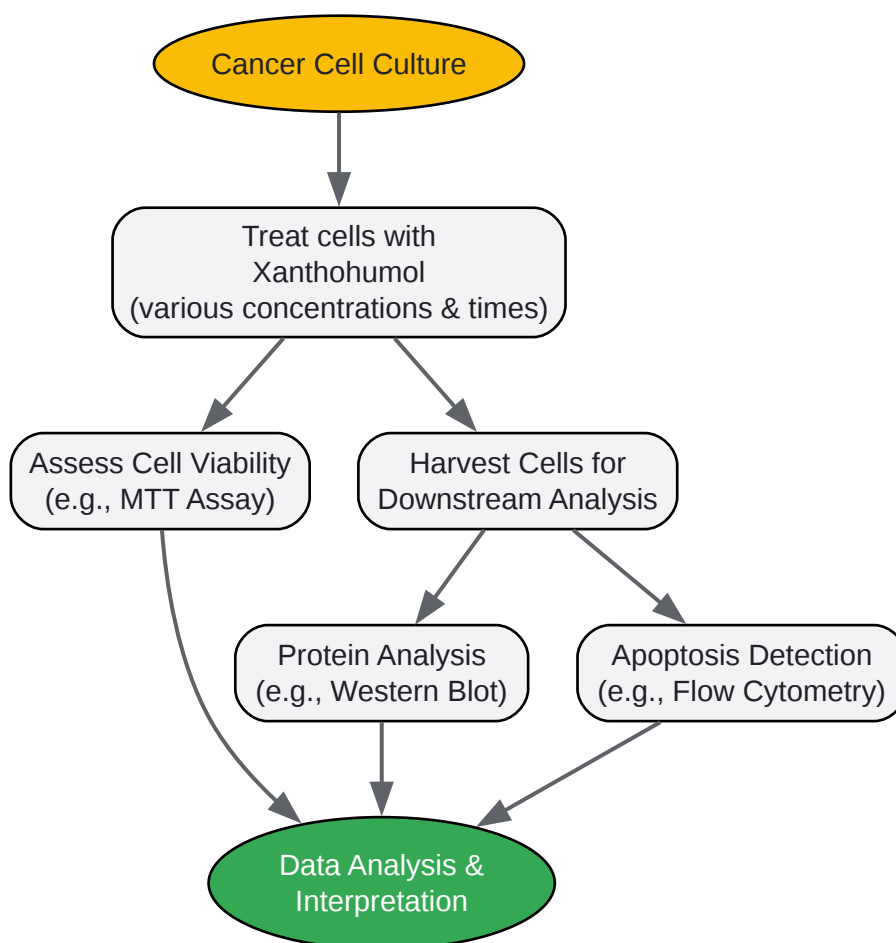 Cancer Cell Culture
Treat cells with
Xanthohumol
(various concentrations & times)
Assess Cell Viability
(e.g., MTT Assay)
Harvest Cells for
Downstream Analysis
Protein Analysis
(e.g., Western Blot)
Apoptosis Detection
(e.g., Flow Cytometry)
Data Analysis &
Interpretation